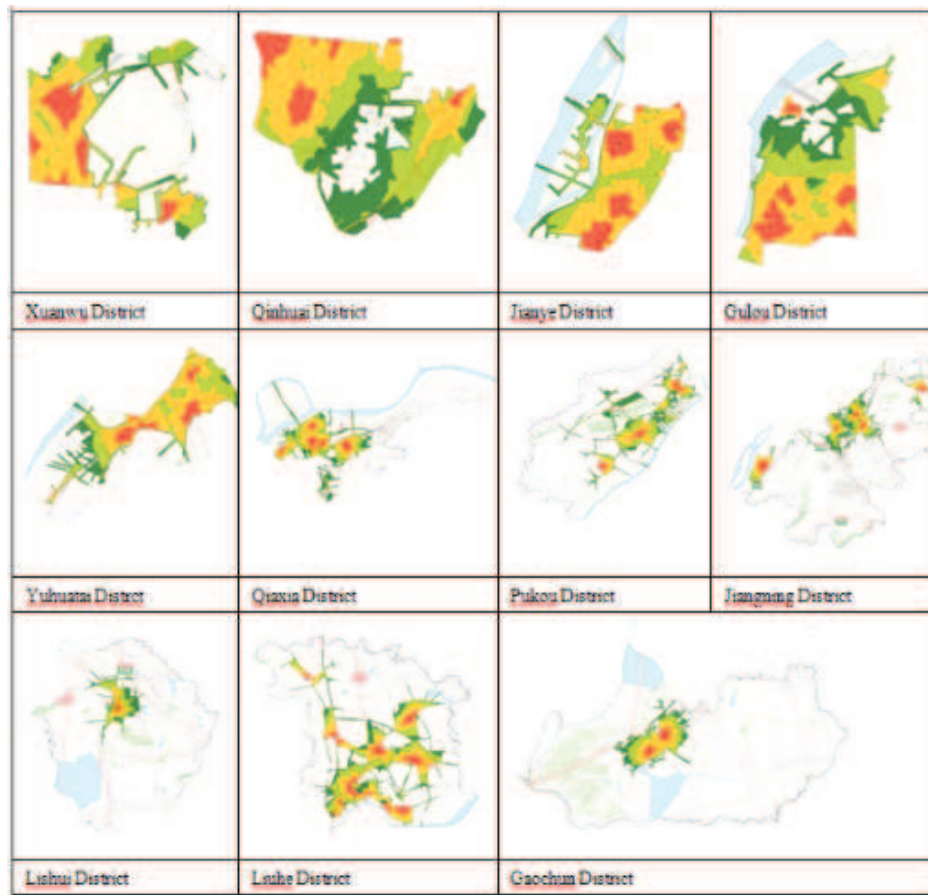 Xuanwu District
Qinhuai District
Jianye District
Gulou District
Yuhuatai District
Qiaxia District
Pukou District
Jiangning District
Lishui District
Liuhe District
Gaochun District